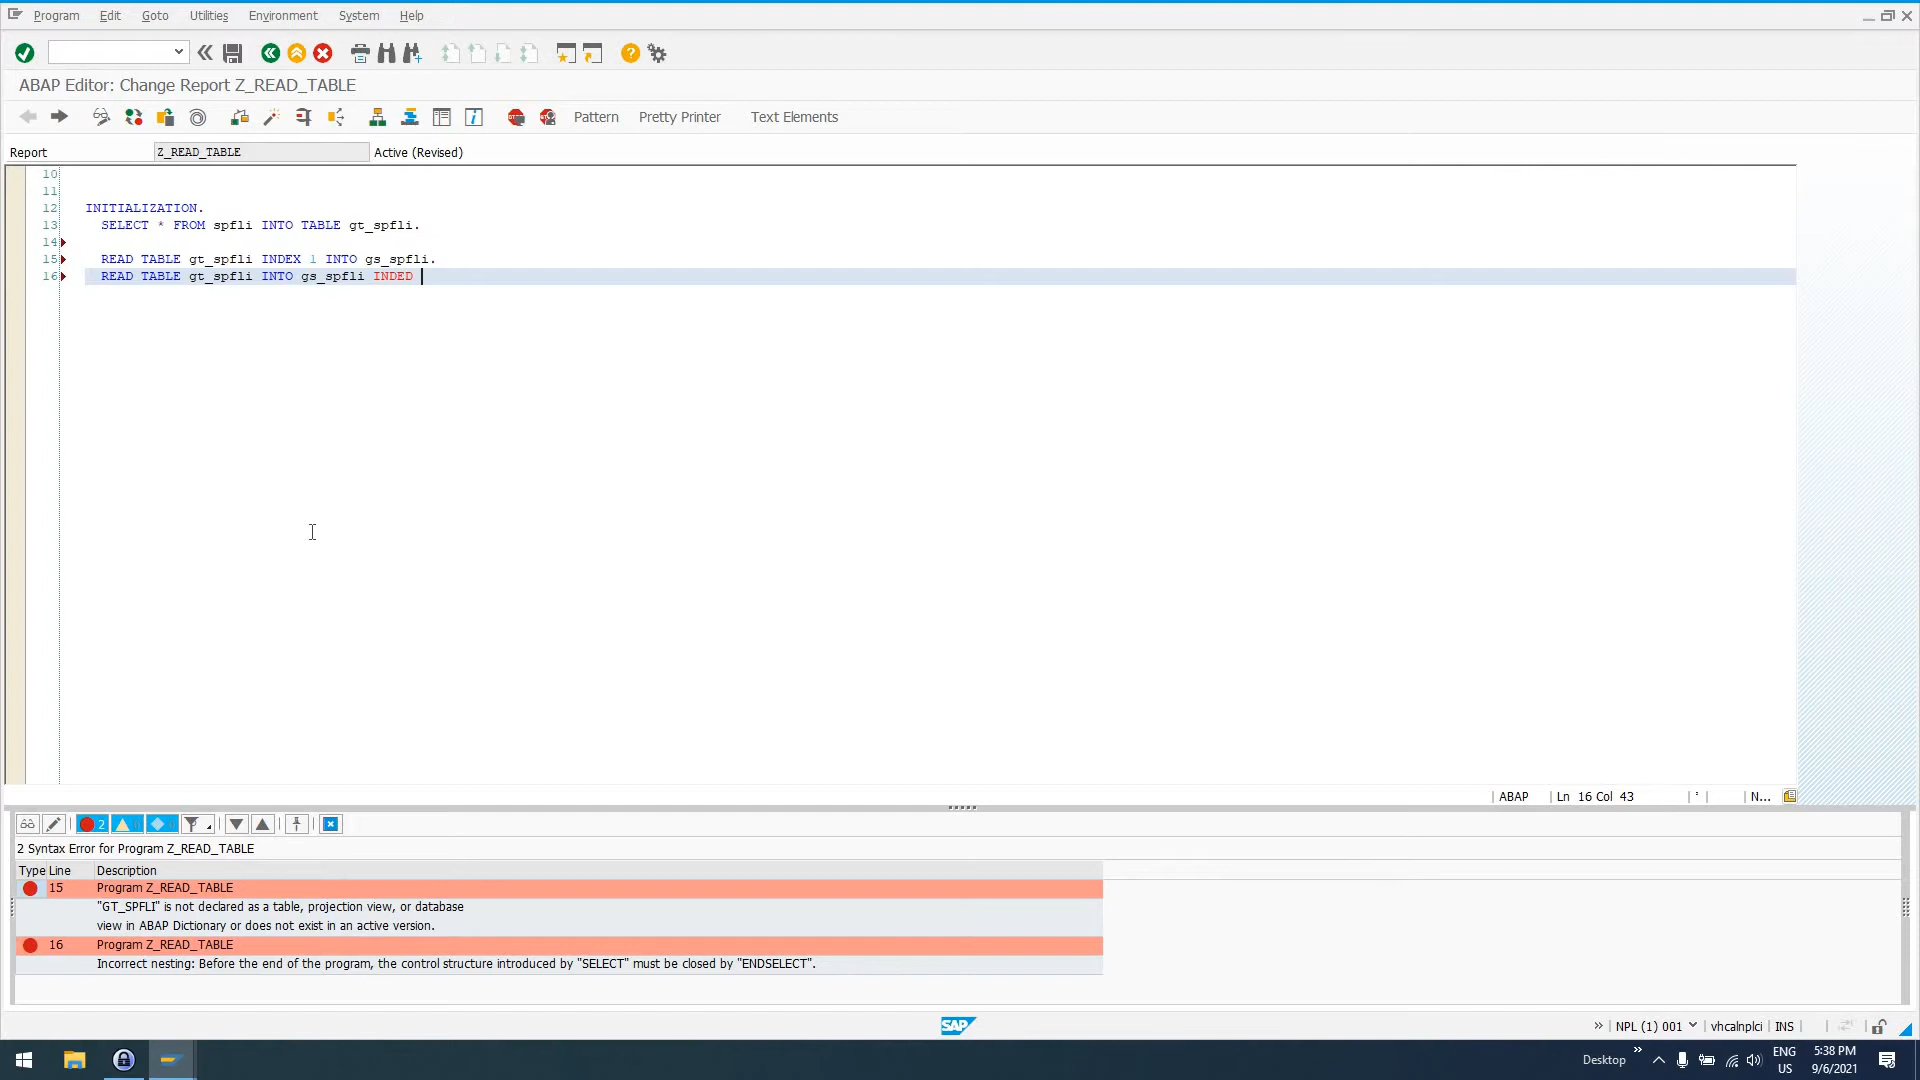 Program Edit Goto Utilities Environment System Help
ABAP Editor: Change Report Z_READ_TABLE
Pattern Pretty Printer Text Elements
Report Z_READ_TABLE Active (Revised)
10
11
12 INITIALIZATION.
13 SELECT * FROM spfli INTO TABLE gt_spfli.
14
15 READ TABLE gt_spfli INDEX 1 INTO gs_spfli.
16 READ TABLE gt_spfli INTO gs_spfli INDED
ABAP Ln 16 Col 43 N...
2
2 Syntax Error for Program Z_READ_TABLE
Type Line Description
15 Program Z_READ_TABLE
"GT_SPFLI" is not declared as a table, projection view, or database
view in ABAP Dictionary or does not exist in an active version.
16 Program Z_READ_TABLE
Incorrect nesting: Before the end of the program, the control structure introduced by "SELECT" must be closed by "ENDSELECT".
SAP
» NPL (1) 001 vhcalnplci INS
Desktop » ENG 5:38 PM
US 9/6/2021